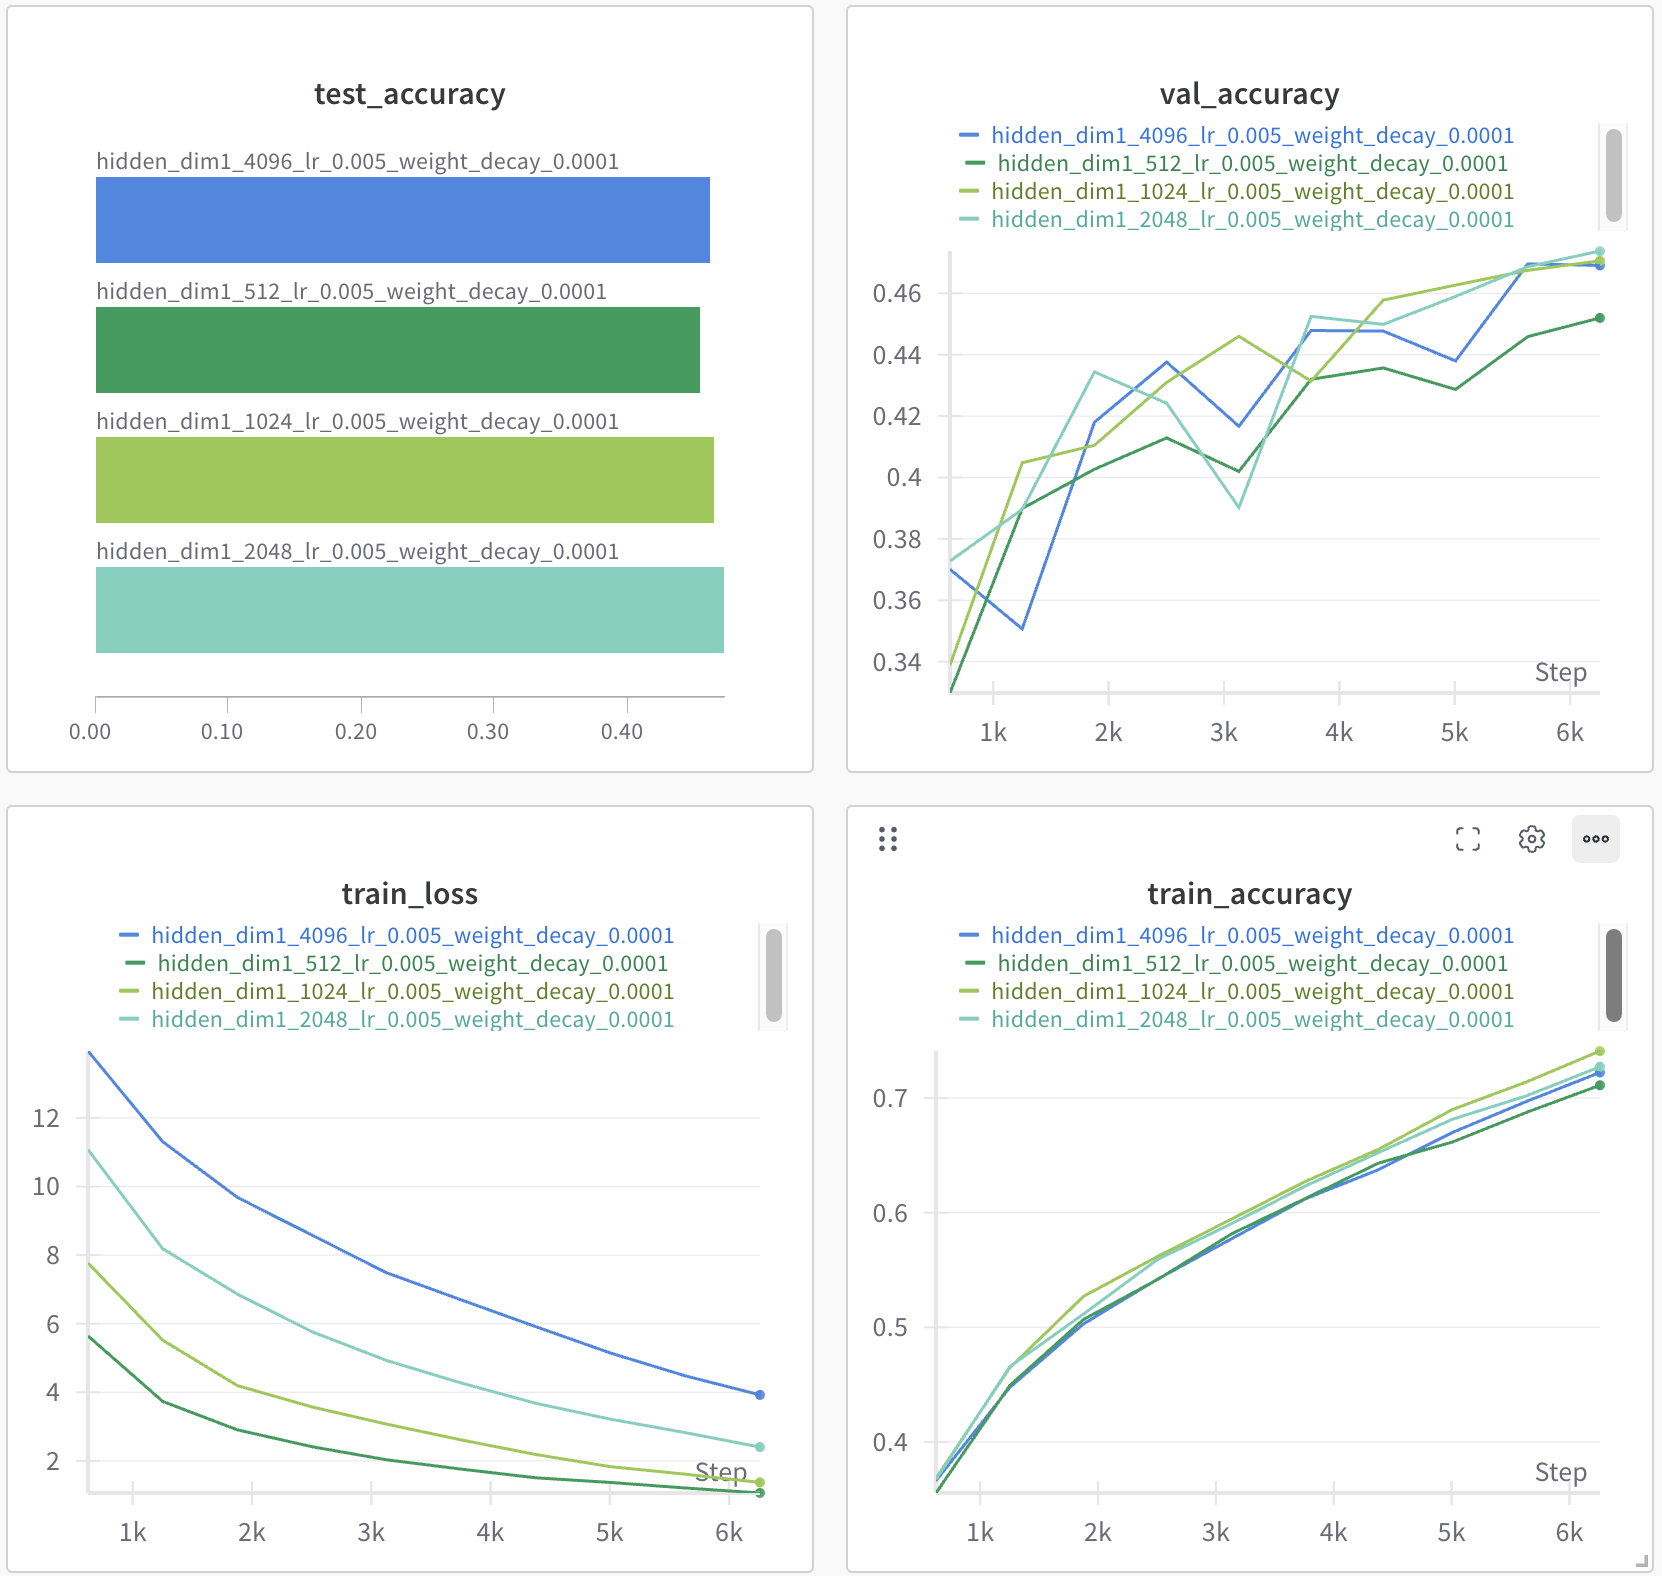 test_accuracy
hidden_dim1_4096_lr_0.005_weight_decay_0.0001
hidden_dim1_512_lr_0.005_weight_decay_0.0001
hidden_dim1_1024_lr_0.005_weight_decay_0.0001
hidden_dim1_2048_lr_0.005_weight_decay_0.0001
0.00 0.10 0.20 0.30 0.40
val_accuracy
hidden_dim1_4096_lr_0.005_weight_decay_0.0001
hidden_dim1_512_lr_0.005_weight_decay_0.0001
hidden_dim1_1024_lr_0.005_weight_decay_0.0001
hidden_dim1_2048_lr_0.005_weight_decay_0.0001
0.46
0.44
0.42
0.4
0.38
0.36
0.34
Step
1k 2k 3k 4k 5k 6k
train_loss
hidden_dim1_4096_lr_0.005_weight_decay_0.0001
hidden_dim1_512_lr_0.005_weight_decay_0.0001
hidden_dim1_1024_lr_0.005_weight_decay_0.0001
hidden_dim1_2048_lr_0.005_weight_decay_0.0001
12
10
8
6
4
2
Step
1k 2k 3k 4k 5k 6k
train_accuracy
hidden_dim1_4096_lr_0.005_weight_decay_0.0001
hidden_dim1_512_lr_0.005_weight_decay_0.0001
hidden_dim1_1024_lr_0.005_weight_decay_0.0001
hidden_dim1_2048_lr_0.005_weight_decay_0.0001
0.7
0.6
0.5
0.4
Step
1k 2k 3k 4k 5k 6k